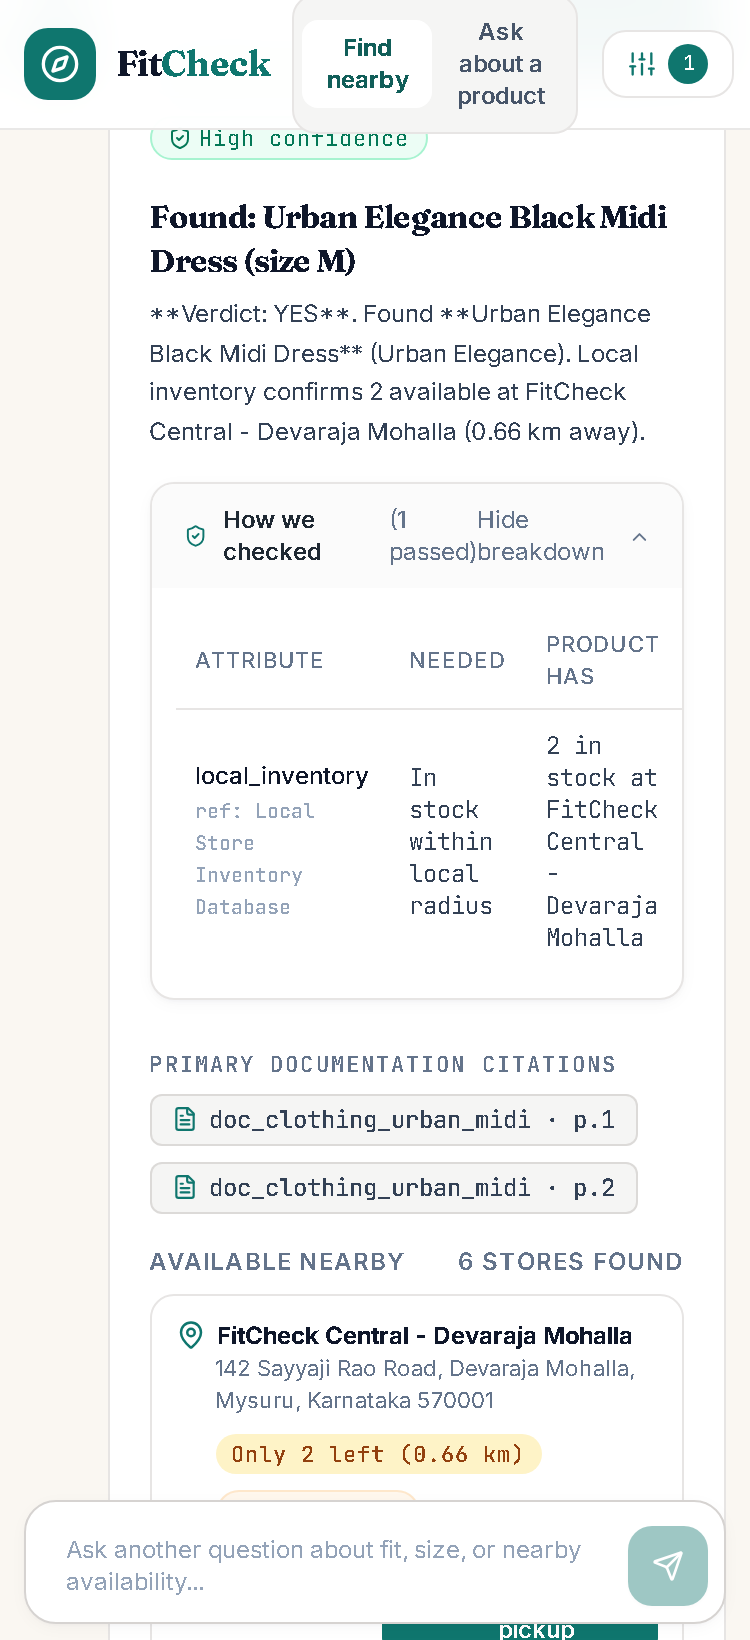 FitCheck
Find
nearby
Ask
about a
product
1
High confidence
Found: Urban Elegance Black Midi
Dress (size M)
**Verdict: YES**. Found **Urban Elegance
Black Midi Dress** (Urban Elegance). Local
inventory confirms 2 available at FitCheck
Central - Devaraja Mohalla (0.66 km away).
How we
checked
(1
passed)
Hide
breakdown
ATTRIBUTE
NEEDED
PRODUCT
HAS
local_inventory
ref: Local
Store
Inventory
Database
In
stock
within
local
radius
2 in
stock at
FitCheck
Central
-
Devaraja
Mohalla
PRIMARY DOCUMENTATION CITATIONS
doc_clothing_urban_midi · p.1
doc_clothing_urban_midi · p.2
AVAILABLE NEARBY
6 STORES FOUND
FitCheck Central - Devaraja Mohalla
142 Sayyaji Rao Road, Devaraja Mohalla,
Mysuru, Karnataka 570001
Only 2 left (0.66 km)
Ask another question about fit, size, or nearby
availability...
pickup